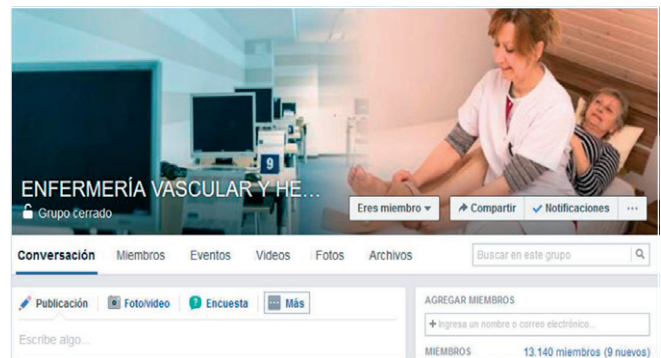 9
ENFERMERÍA VASCULAR Y HE...
Grupo cerrado
Eres miembro
Compartir
Notificaciones
...
Conversación Miembros Eventos Videos Fotos Archivos
Buscar en este grupo
Publicación Foto/video Encuesta Más
Escribe algo...
AGREGAR MIEMBROS
+ Ingresa un nombre o correo electrónico...
MIEMBROS 13.140 miembros (9 nuevos)